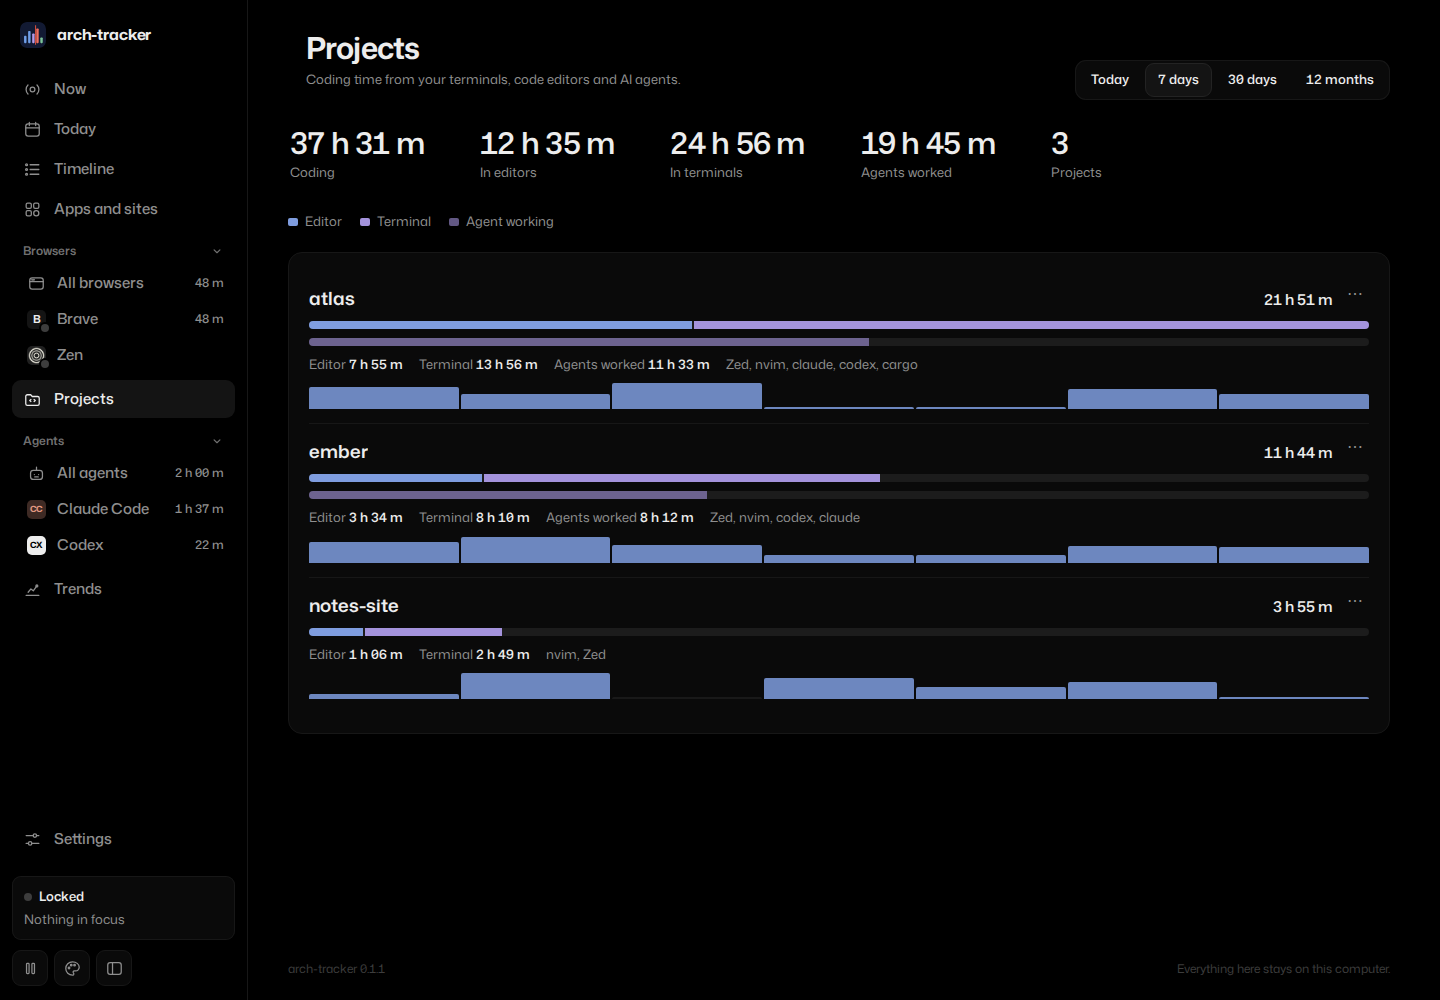 arch-tracker
Now
Today
Timeline
Apps and sites
Browsers
All browsers 48 m
B Brave 48 m
Zen
Projects
Agents
All agents 2 h 00 m
CC Claude Code 1 h 37 m
CX Codex 22 m
Trends
Settings
Locked
Nothing in focus
Projects
Coding time from your terminals, code editors and AI agents.
Today 7 days 30 days 12 months
37 h 31 m 12 h 35 m 24 h 56 m 19 h 45 m 3
Coding In editors In terminals Agents worked Projects
Editor Terminal Agent working
atlas 21 h 51 m ...
Editor 7 h 55 m Terminal 13 h 56 m Agents worked 11 h 33 m Zed, nvim, claude, codex, cargo
ember 11 h 44 m ...
Editor 3 h 34 m Terminal 8 h 10 m Agents worked 8 h 12 m Zed, nvim, codex, claude
notes-site 3 h 55 m ...
Editor 1 h 06 m Terminal 2 h 49 m nvim, Zed
arch-tracker 0.1.1 Everything here stays on this computer.